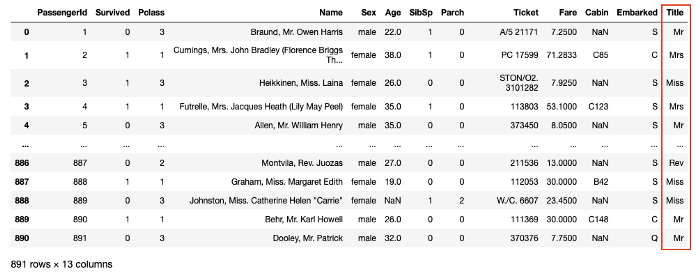 PassengerId Survived Pclass Name Sex Age SibSp Parch Ticket Fare Cabin Embarked Title
0 1 0 3 Braund, Mr. Owen Harris male 22.0 1 0 A/5 21171 7.2500 NaN S Mr
1 2 1 1 Cumings, Mrs. John Bradley (Florence Briggs Th... female 38.0 1 0 PC 17599 71.2833 C85 C Mrs
2 3 1 3 Heikkinen, Miss. Laina female 26.0 0 0 STON/O2. 3101282 7.9250 NaN S Miss
3 4 1 1 Futrelle, Mrs. Jacques Heath (Lily May Peel) female 35.0 1 0 113803 53.1000 C123 S Mrs
4 5 0 3 Allen, Mr. William Henry male 35.0 0 0 373450 8.0500 NaN S Mr
... ... ... ... ... ... ... ... ... ... ... ... ... ...
886 887 0 2 Montvila, Rev. Juozas male 27.0 0 0 211536 13.0000 NaN S Rev
887 888 1 1 Graham, Miss. Margaret Edith female 19.0 0 0 112053 30.0000 B42 S Miss
888 889 0 3 Johnston, Miss. Catherine Helen "Carrie" female NaN 1 2 W./C. 6607 23.4500 NaN S Miss
889 890 1 1 Behr, Mr. Karl Howell male 26.0 0 0 111369 30.0000 C148 C Mr
890 891 0 3 Dooley, Mr. Patrick male 32.0 0 0 370376 7.7500 NaN Q Mr
891 rows × 13 columns